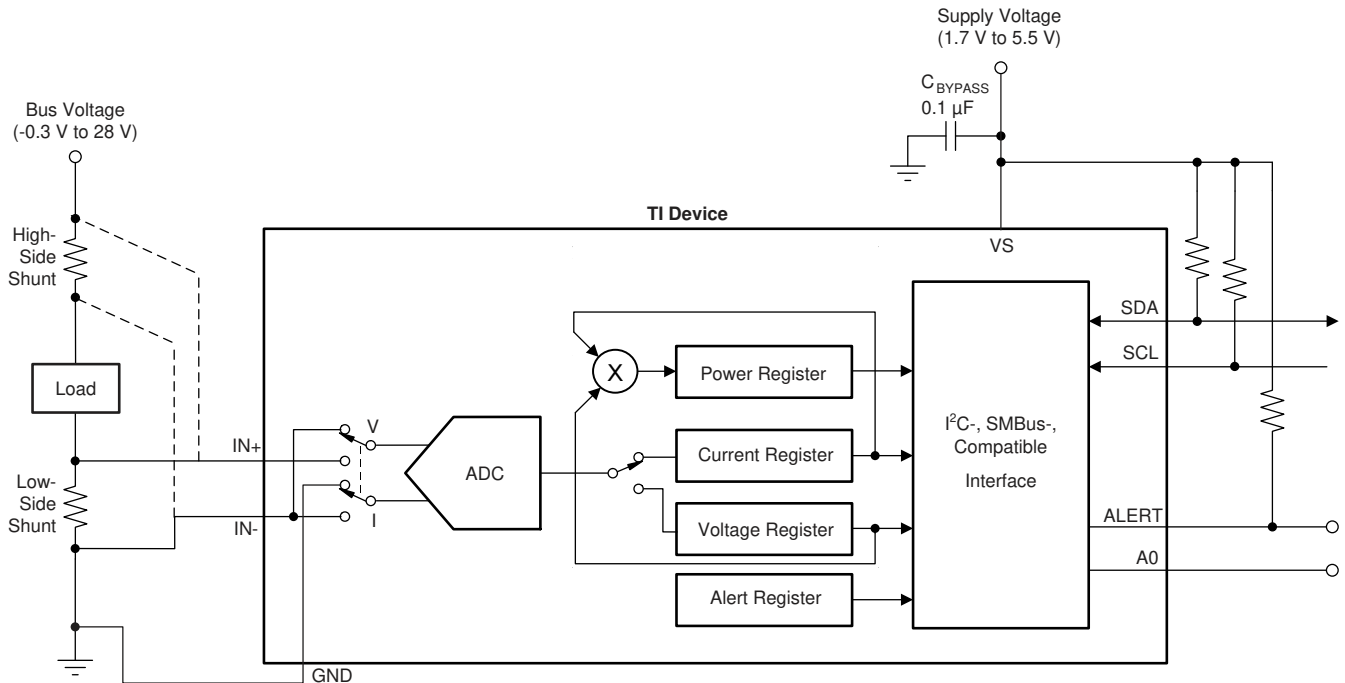 Supply Voltage
(1.7 V to 5.5 V)
C BYPASS
0.1 µF
Bus Voltage
(-0.3 V to 28 V)
TI Device
VS
High-
Side
Shunt
SDA
SCL
Load
Power Register
X
I²C-, SMBus-,
Compatible
Interface
V
IN+
ADC
Current Register
Low-
Side
Shunt
I
IN-
Voltage Register
ALERT
A0
Alert Register
GND